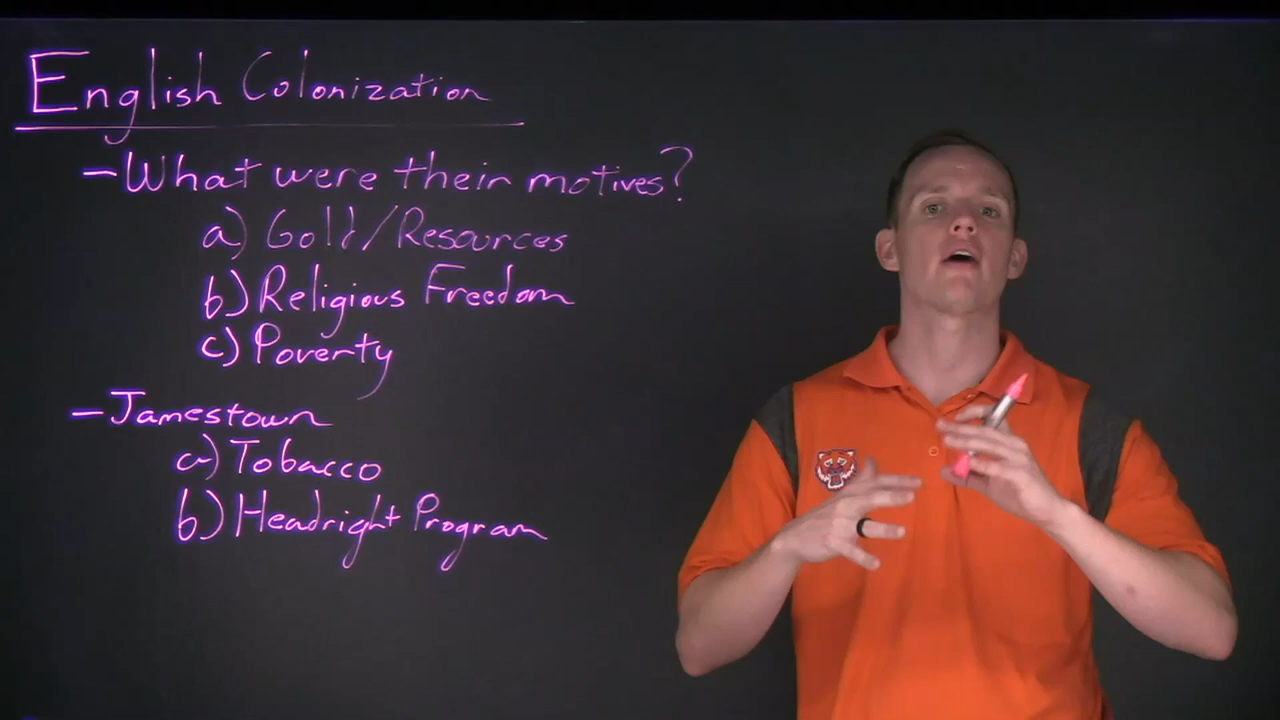 English Colonization
- What were their motives?
a) Gold/Resources
b) Religious Freedom
c) Poverty
- Jamestown
a) Tobacco
b) Headright Program